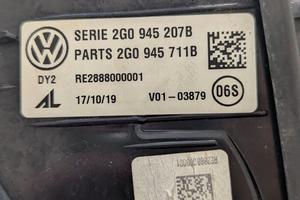 SERIE 2G0 945 207B
PARTS 2G0 945 711B
DY2
RE2888000001
AL
17/10/19
V01-03879
06S